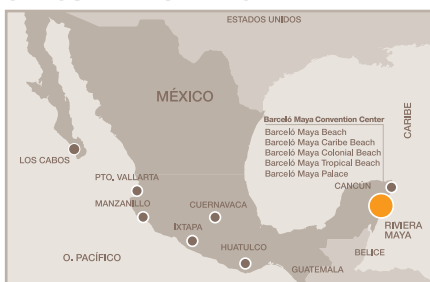 ESTADOS UNIDOS
MÉXICO
CARIBE
Barceló Maya Convention Center
Barceló Maya Beach
Barceló Maya Caribe Beach
Barceló Maya Colonial Beach
Barceló Maya Tropical Beach
Barceló Maya Palace
LOS CABOS
PTO. VALLARTA
CANCÚN
MANZANILLO
CUERNAVACA
IXTAPA
RIVIERA
MAYA
HUATULCO
BELICE
O. PACÍFICO
GUATEMALA